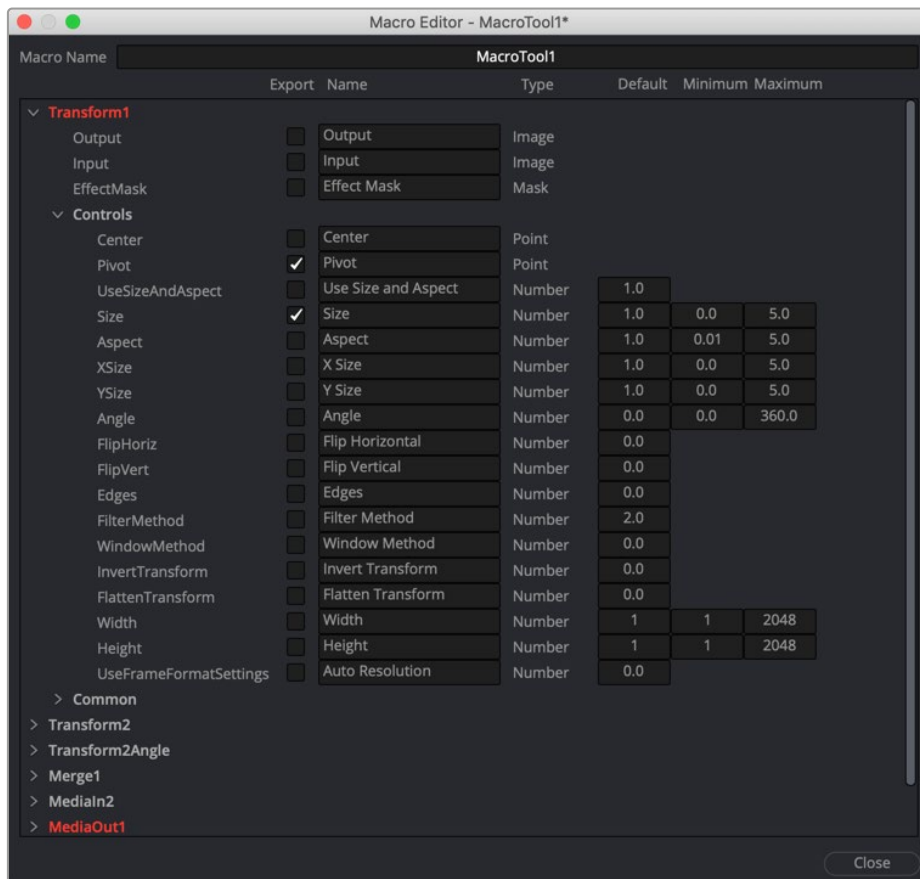 Macro Editor - MacroTool1*
Macro Name MacroTool1
Export Name Type Default Minimum Maximum
Transform1
Output Output Image
Input Input Image
EffectMask Effect Mask Mask
Controls
Center Center Point
Pivot Pivot Point
UseSizeAndAspect Use Size and Aspect Number 1.0
Size Size Number 1.0 0.0 5.0
Aspect Aspect Number 1.0 0.01 5.0
XSize X Size Number 1.0 0.0 5.0
YSize Y Size Number 1.0 0.0 5.0
Angle Angle Number 0.0 0.0 360.0
FlipHoriz Flip Horizontal Number 0.0
FlipVert Flip Vertical Number 0.0
Edges Edges Number 0.0
FilterMethod Filter Method Number 2.0
WindowMethod Window Method Number 0.0
InvertTransform Invert Transform Number 0.0
FlattenTransform Flatten Transform Number 0.0
Width Width Number 1 1 2048
Height Height Number 1 1 2048
UseFrameFormatSettings Auto Resolution Number 0.0
Common
Transform2
Transform2Angle
Merge1
MediaIn2
MediaOut1
Close